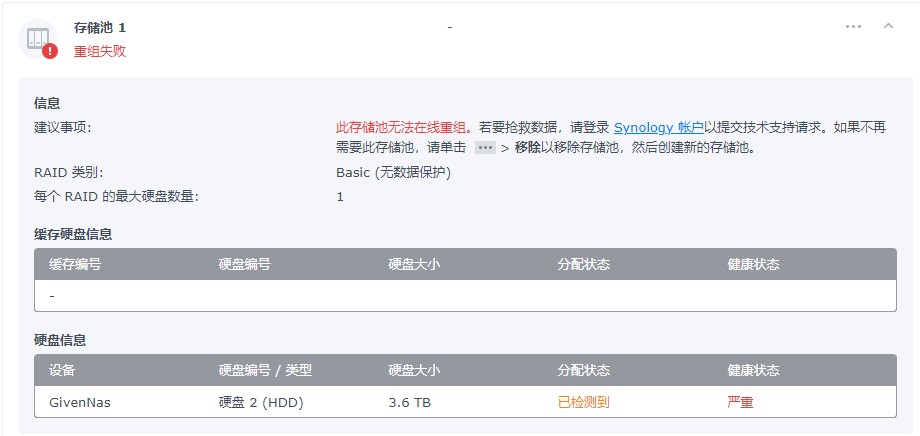 存储池 1
-
重组失败
信息
建议事项:
此存储池无法在线重组。若要抢救数据，请登录 Synology 帐户以提交技术支持请求。如果不再
需要此存储池，请单击 ••• > 移除以移除存储池，然后创建新的存储池。
RAID 类别:
Basic (无数据保护)
每个 RAID 的最大硬盘数量:
1
缓存硬盘信息
缓存编号 硬盘编号 硬盘大小 分配状态 健康状态
-
硬盘信息
设备 硬盘编号 / 类型 硬盘大小 分配状态 健康状态
GivenNas 硬盘 2 (HDD) 3.6 TB 已检测到 严重